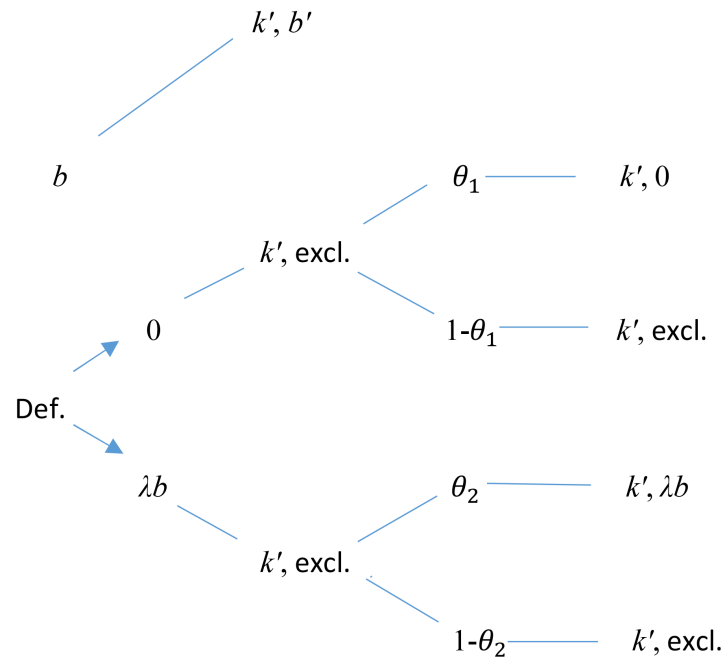 k′, b′
b
θ₁
k′, 0
k′, excl.
0
1-θ₁
k′, excl.
Def.
λb
θ₂
k′, λb
k′, excl.
1-θ₂
k′, excl.